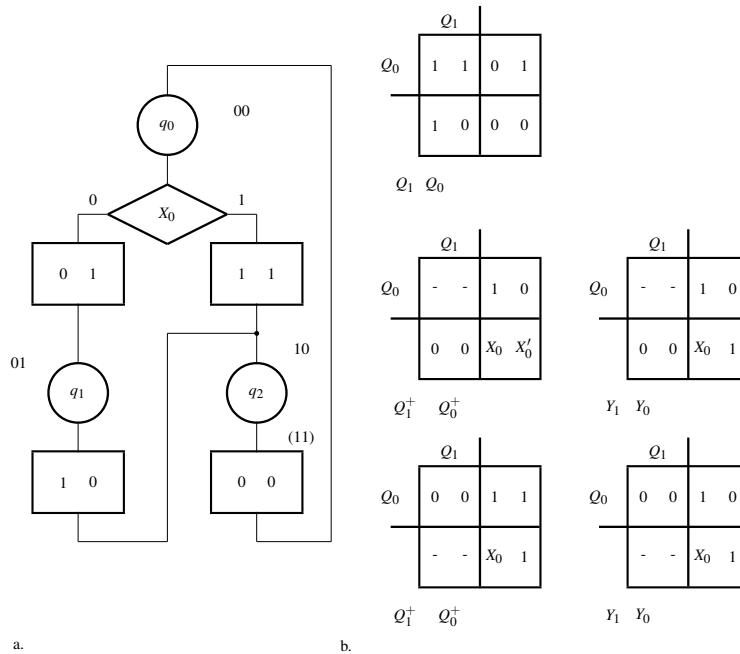 q0
00
0
X0
1
0 1
1 1
01
q1
10
q2
(11)
1 0
0 0
a.
Q1
Q0
1 1 0 1
1 0 0 0
Q1 Q0
Q1
Q0
- - 1 0
0 0 X0 X0′
Q1+ Q0+
Q1
Q0
- - 1 0
0 0 X0 1
Y1 Y0
Q1
Q0
0 0 1 1
- - X0 1
Q1+ Q0+
Q1
Q0
0 0 1 0
- - X0 1
Y1 Y0
b.